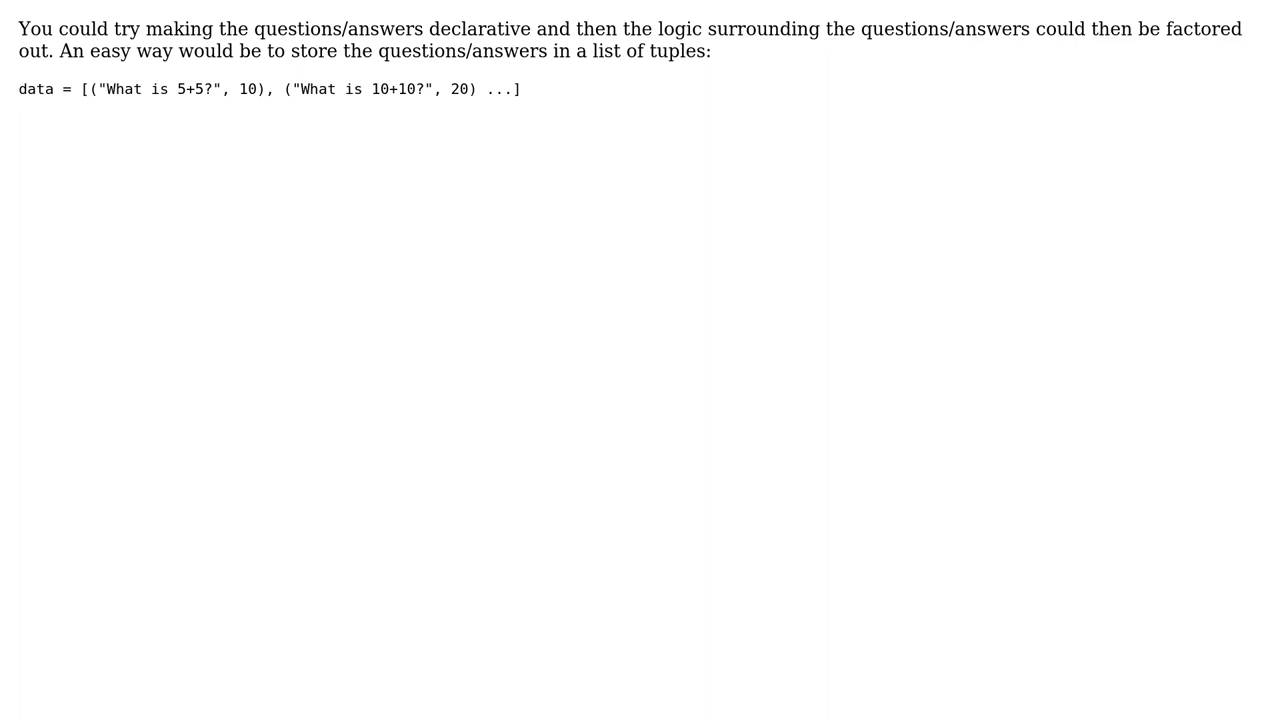 You could try making the questions/answers declarative and then the logic surrounding the questions/answers could then be factored
out. An easy way would be to store the questions/answers in a list of tuples:
data = [("What is 5+5?", 10), ("What is 10+10?", 20) ...]